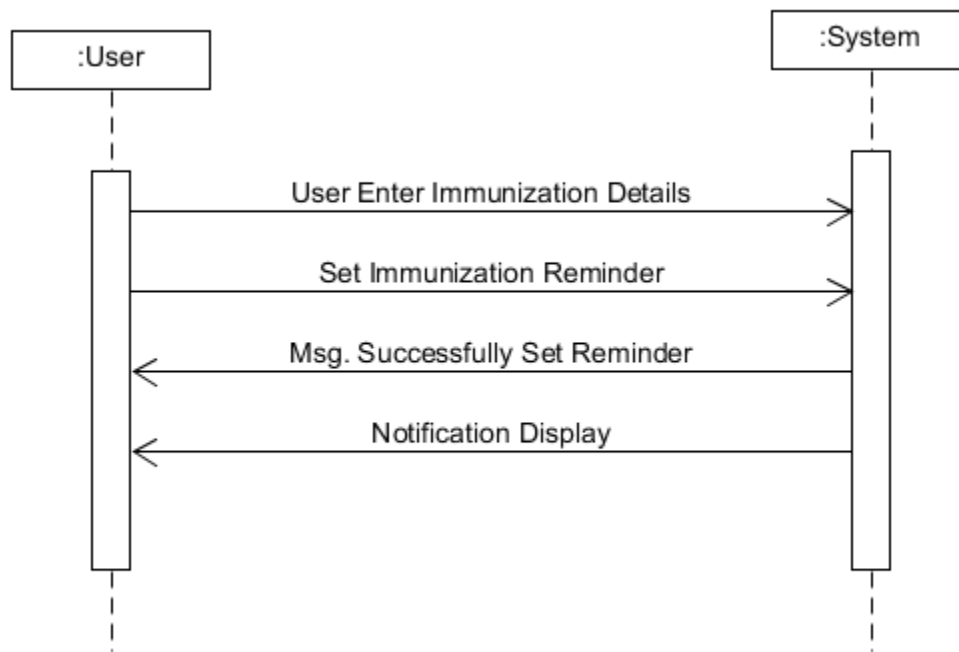 :User
:System
User Enter Immunization Details
Set Immunization Reminder
Msg. Successfully Set Reminder
Notification Display